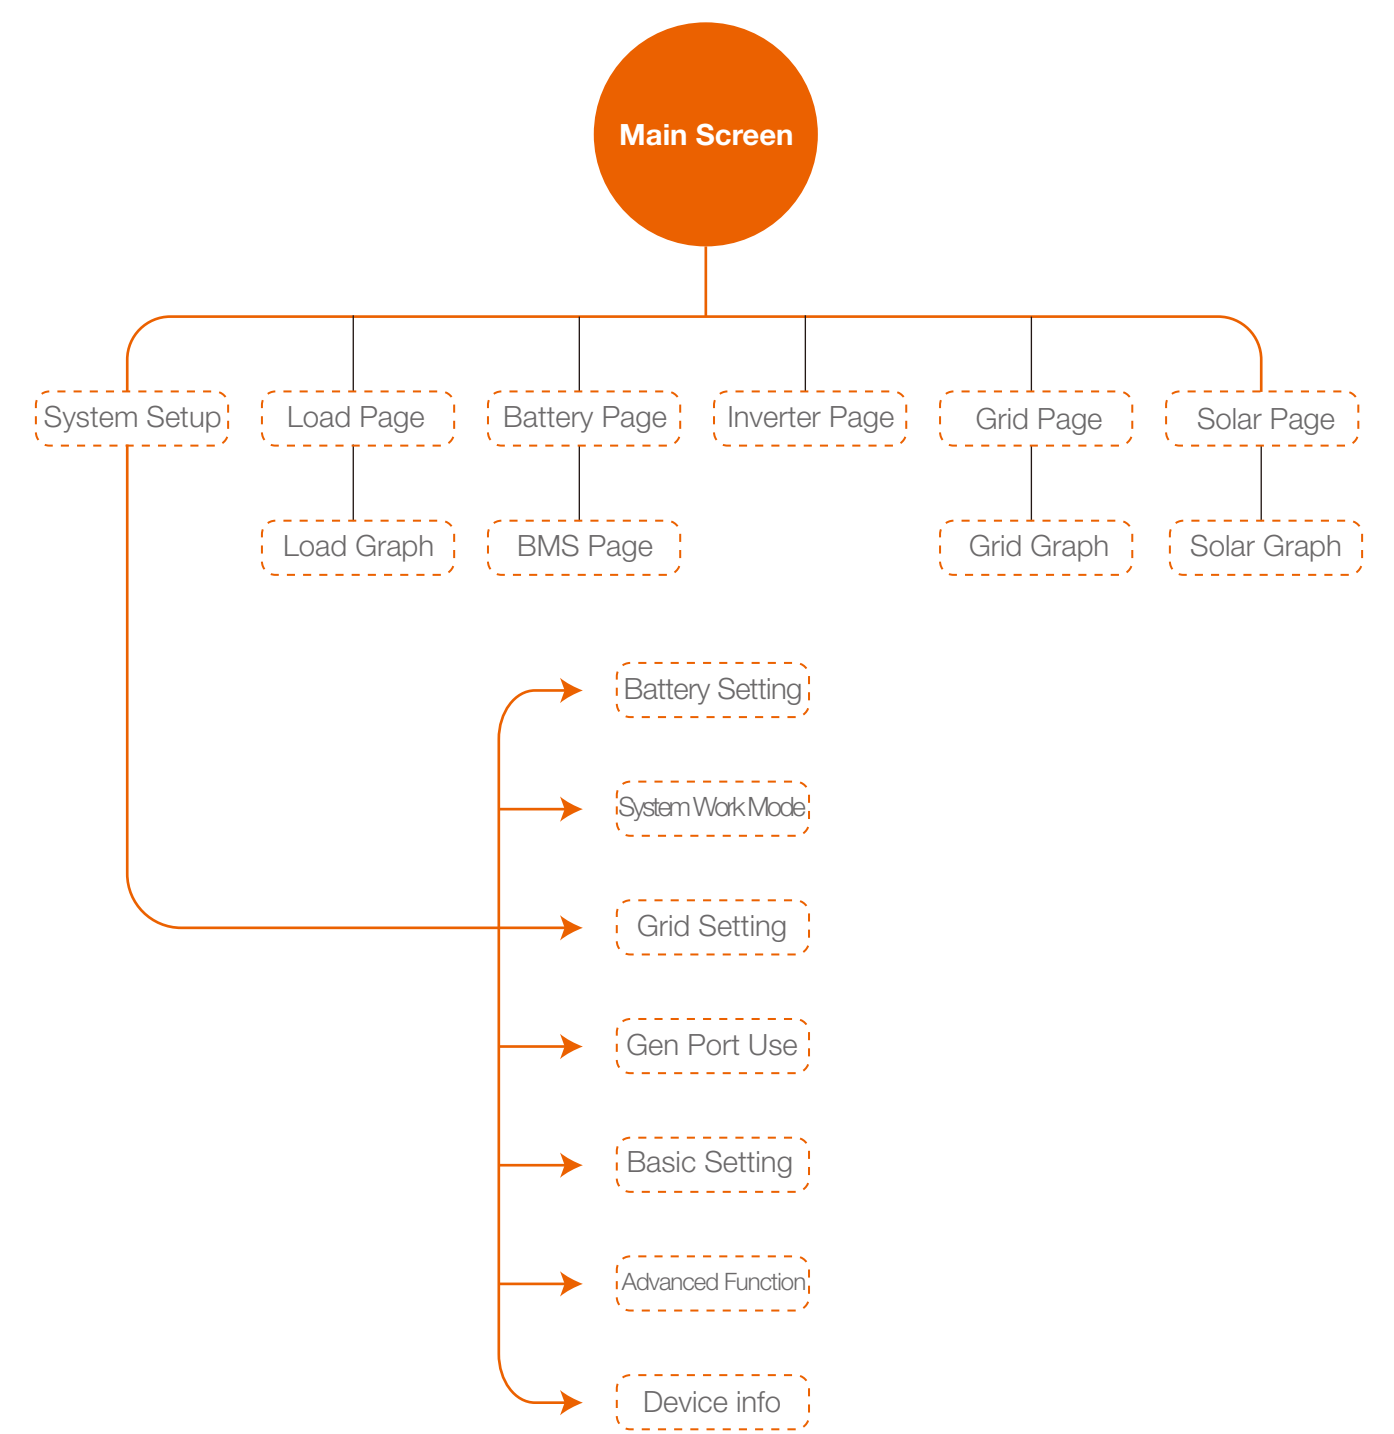 Main Screen
System Setup
Load Page
Battery Page
Inverter Page
Grid Page
Solar Page
Load Graph
BMS Page
Grid Graph
Solar Graph
Battery Setting
System Work Mode
Grid Setting
Gen Port Use
Basic Setting
Advanced Function
Device info